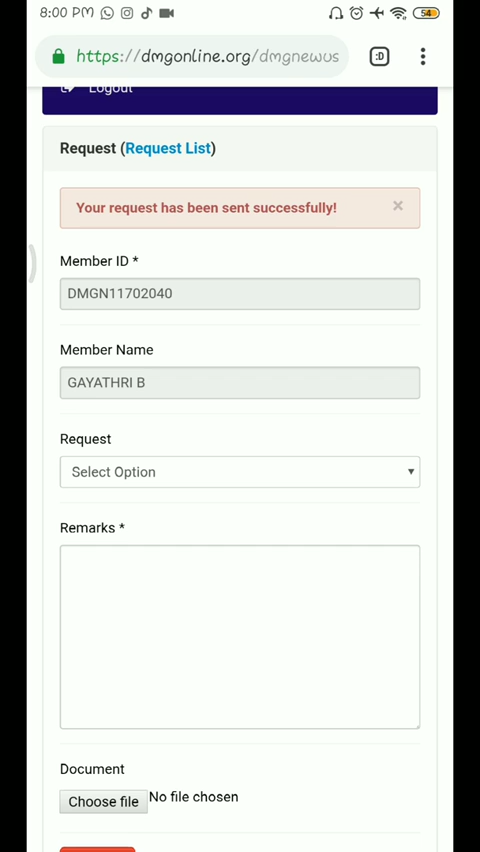 8:00 PM 54
https://dmgonline.org/dmgnewus :D
Logout
Request (Request List)
Your request has been sent successfully! ×
Member ID *
DMGN11702040
Member Name
GAYATHRI B
Request
Select Option
Remarks *
Document
Choose file No file chosen